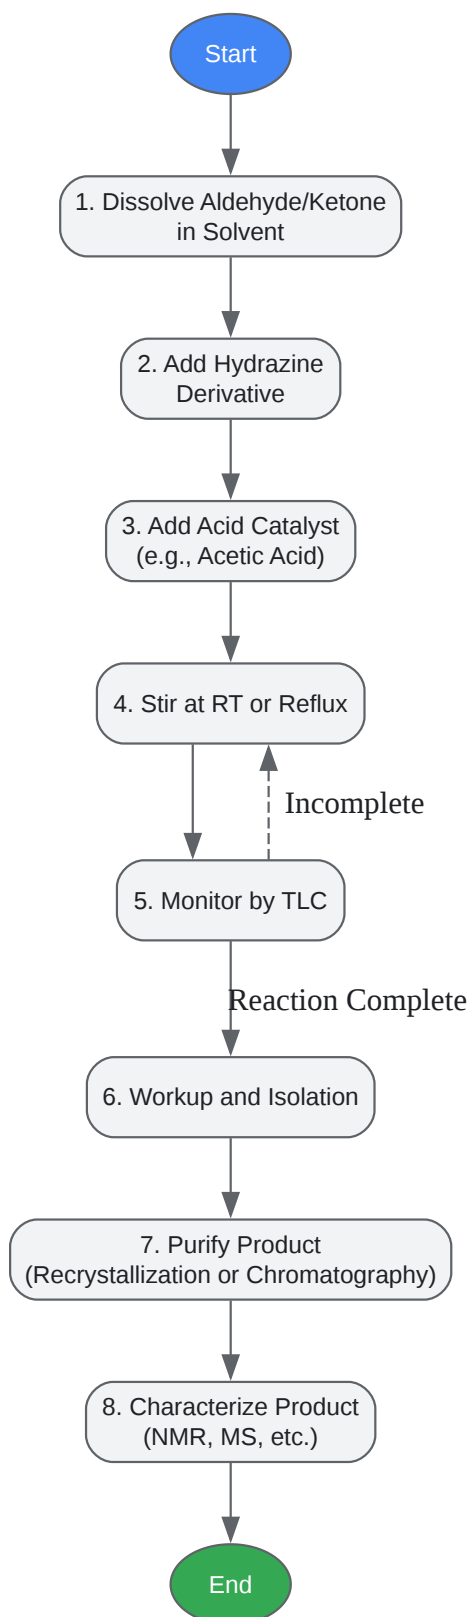 Start
1. Dissolve Aldehyde/Ketone
in Solvent
2. Add Hydrazine
Derivative
3. Add Acid Catalyst
(e.g., Acetic Acid)
4. Stir at RT or Reflux
Incomplete
5. Monitor by TLC
Reaction Complete
6. Workup and Isolation
7. Purify Product
(Recrystallization or Chromatography)
8. Characterize Product
(NMR, MS, etc.)
End